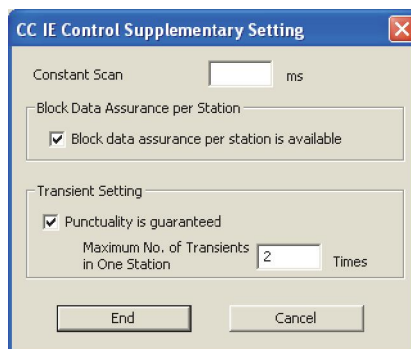 CC IE Control Supplementary Setting
Constant Scan ms
Block Data Assurance per Station
Block data assurance per station is available
Transient Setting
Punctuality is guaranteed
Maximum No. of Transients
in One Station 2 Times
End Cancel